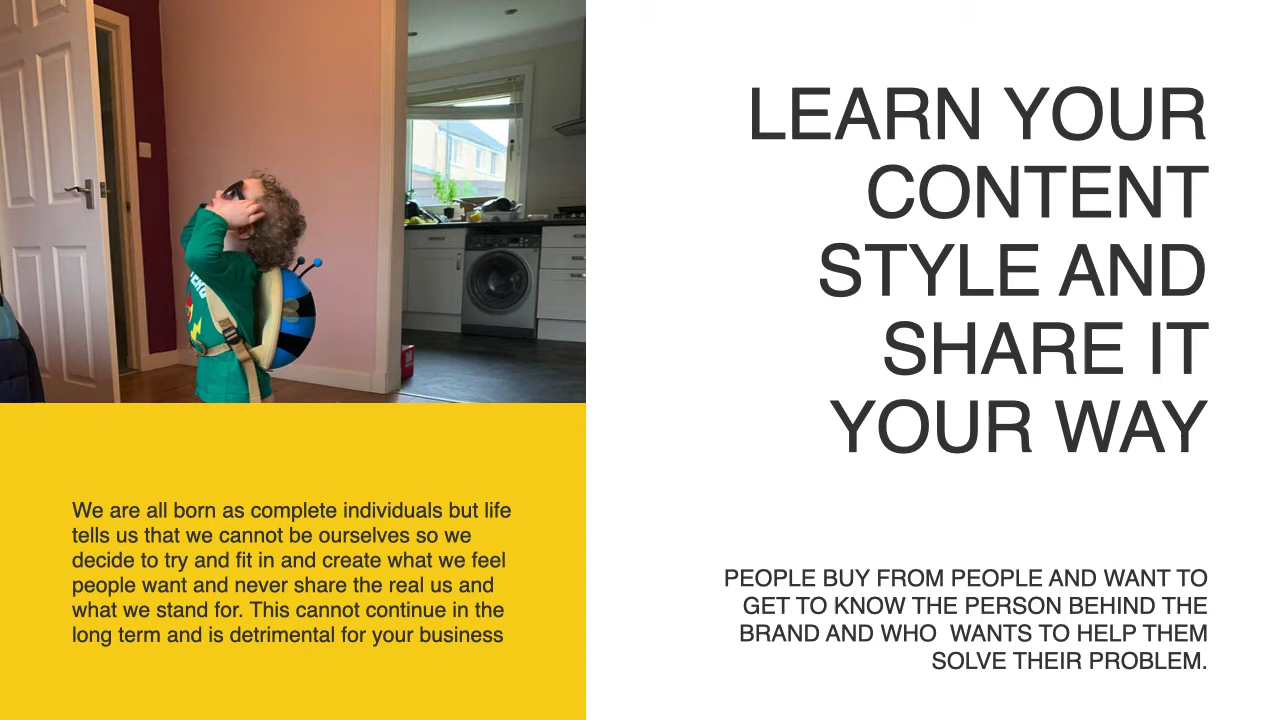 LEARN YOUR
CONTENT
STYLE AND
SHARE IT
YOUR WAY
We are all born as complete individuals but life
tells us that we cannot be ourselves so we
decide to try and fit in and create what we feel
people want and never share the real us and
what we stand for. This cannot continue in the
long term and is detrimental for your business
PEOPLE BUY FROM PEOPLE AND WANT TO
GET TO KNOW THE PERSON BEHIND THE
BRAND AND WHO  WANTS TO HELP THEM
SOLVE THEIR PROBLEM.